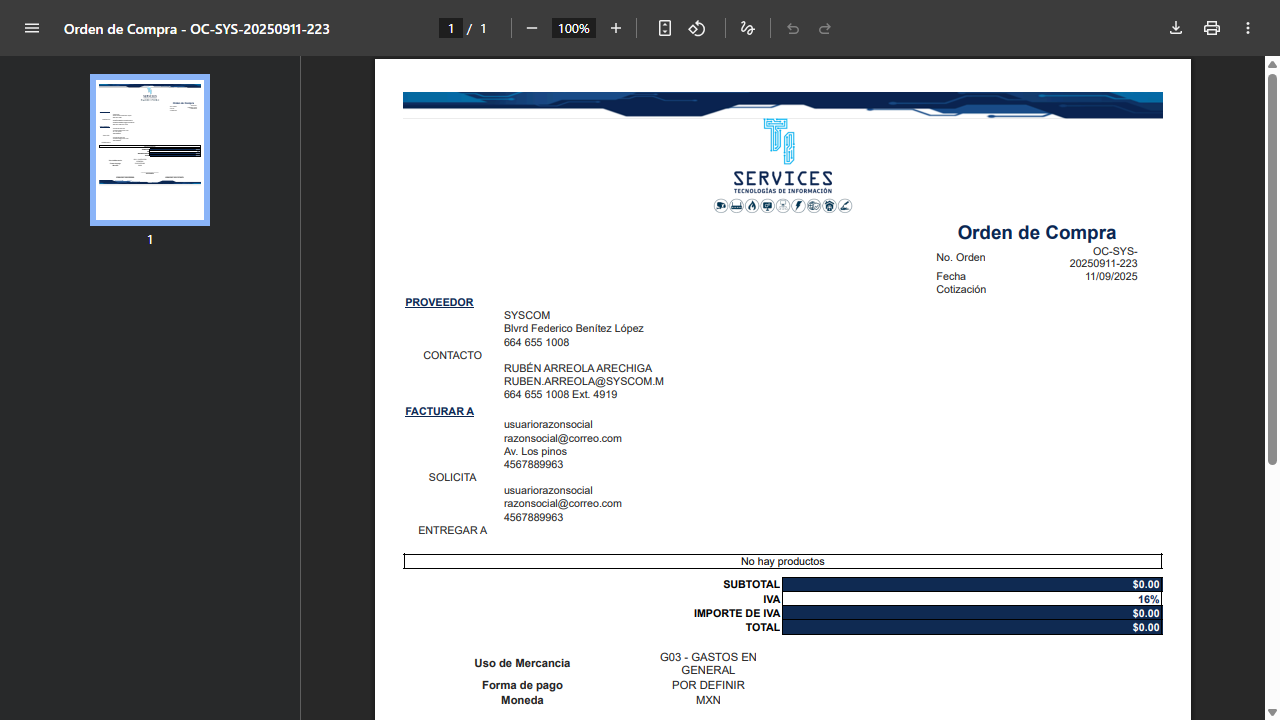 Orden de Compra - OC-SYS-20250911-223
1 / 1
100%
1
SERVICES
TECNOLOGÍAS DE INFORMACIÓN
Orden de Compra
No. Orden OC-SYS-
20250911-223
Fecha 11/09/2025
Cotización
PROVEEDOR
SYSCOM
Blvrd Federico Benítez López
664 655 1008
CONTACTO
RUBÉN ARREOLA ARECHIGA
RUBEN.ARREOLA@SYSCOM.M
664 655 1008 Ext. 4919
FACTURAR A
usuariorazonsocial
razonsocial@correo.com
Av. Los pinos
4567889963
SOLICITA
usuariorazonsocial
razonsocial@correo.com
4567889963
ENTREGAR A
No hay productos
SUBTOTAL $0.00
IVA 16%
IMPORTE DE IVA $0.00
TOTAL $0.00
Uso de Mercancia G03 - GASTOS EN
GENERAL
Forma de pago POR DEFINIR
Moneda MXN